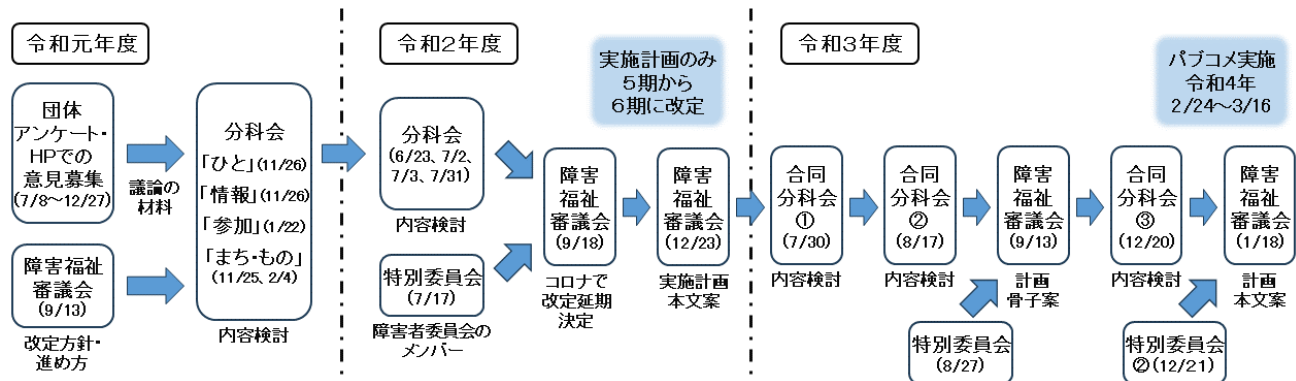 令和元年度
団体
アンケート・
HPでの
意見募集
(7/8～12/27)
議論の
材料
障害福祉
審議会
(9/13)
改定方針・
進め方
分科会
「ひと」(11/26)
「情報」(11/26)
「参加」(1/22)
「まち・もの」
(11/25、2/4)
内容検討
令和２年度
実施計画のみ
５期から
６期に改定
分科会
(6/23、7/2、
7/3、7/31)
内容検討
特別委員会
(7/17)
障害者委員会の
メンバー
障害
福祉
審議会
(9/18)
コロナで
改定延期
決定
障害
福祉
審議会
(12/23)
実施計画
本文案
令和３年度
パブコメ実施
令和４年
2/24～3/16
合同
分科会
①
(7/30)
内容検討
合同
分科会
②
(8/17)
内容検討
特別委員会
(8/27)
障害
福祉
審議会
(9/13)
計画
骨子案
合同
分科会
③
(12/20)
内容検討
特別委員会
②(12/21)
障害
福祉
審議会
(1/18)
計画
本文案